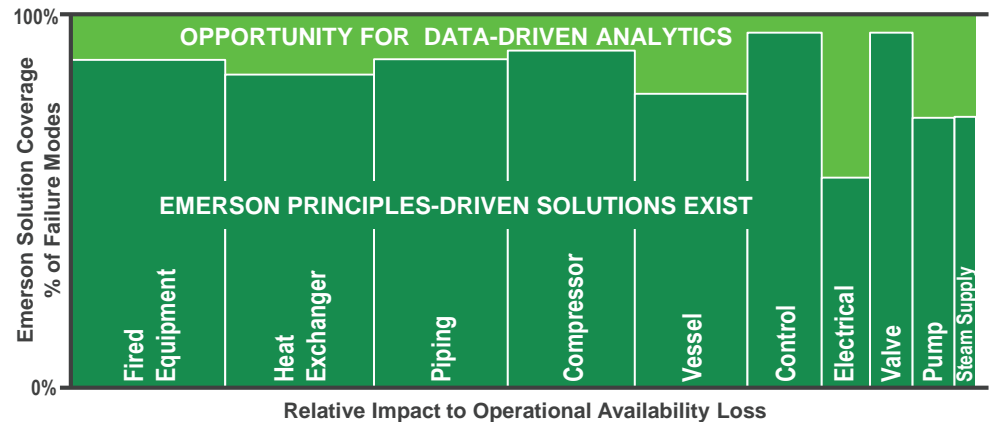 100%
OPPORTUNITY FOR DATA-DRIVEN ANALYTICS
Emerson Solution Coverage
% of Failure Modes
EMERSON PRINCIPLES-DRIVEN SOLUTIONS EXIST
Fired
Equipment
Heat
Exchanger
Piping
Compressor
Vessel
Control
Electrical
Valve
Pump
Steam Supply
0%
Relative Impact to Operational Availability Loss